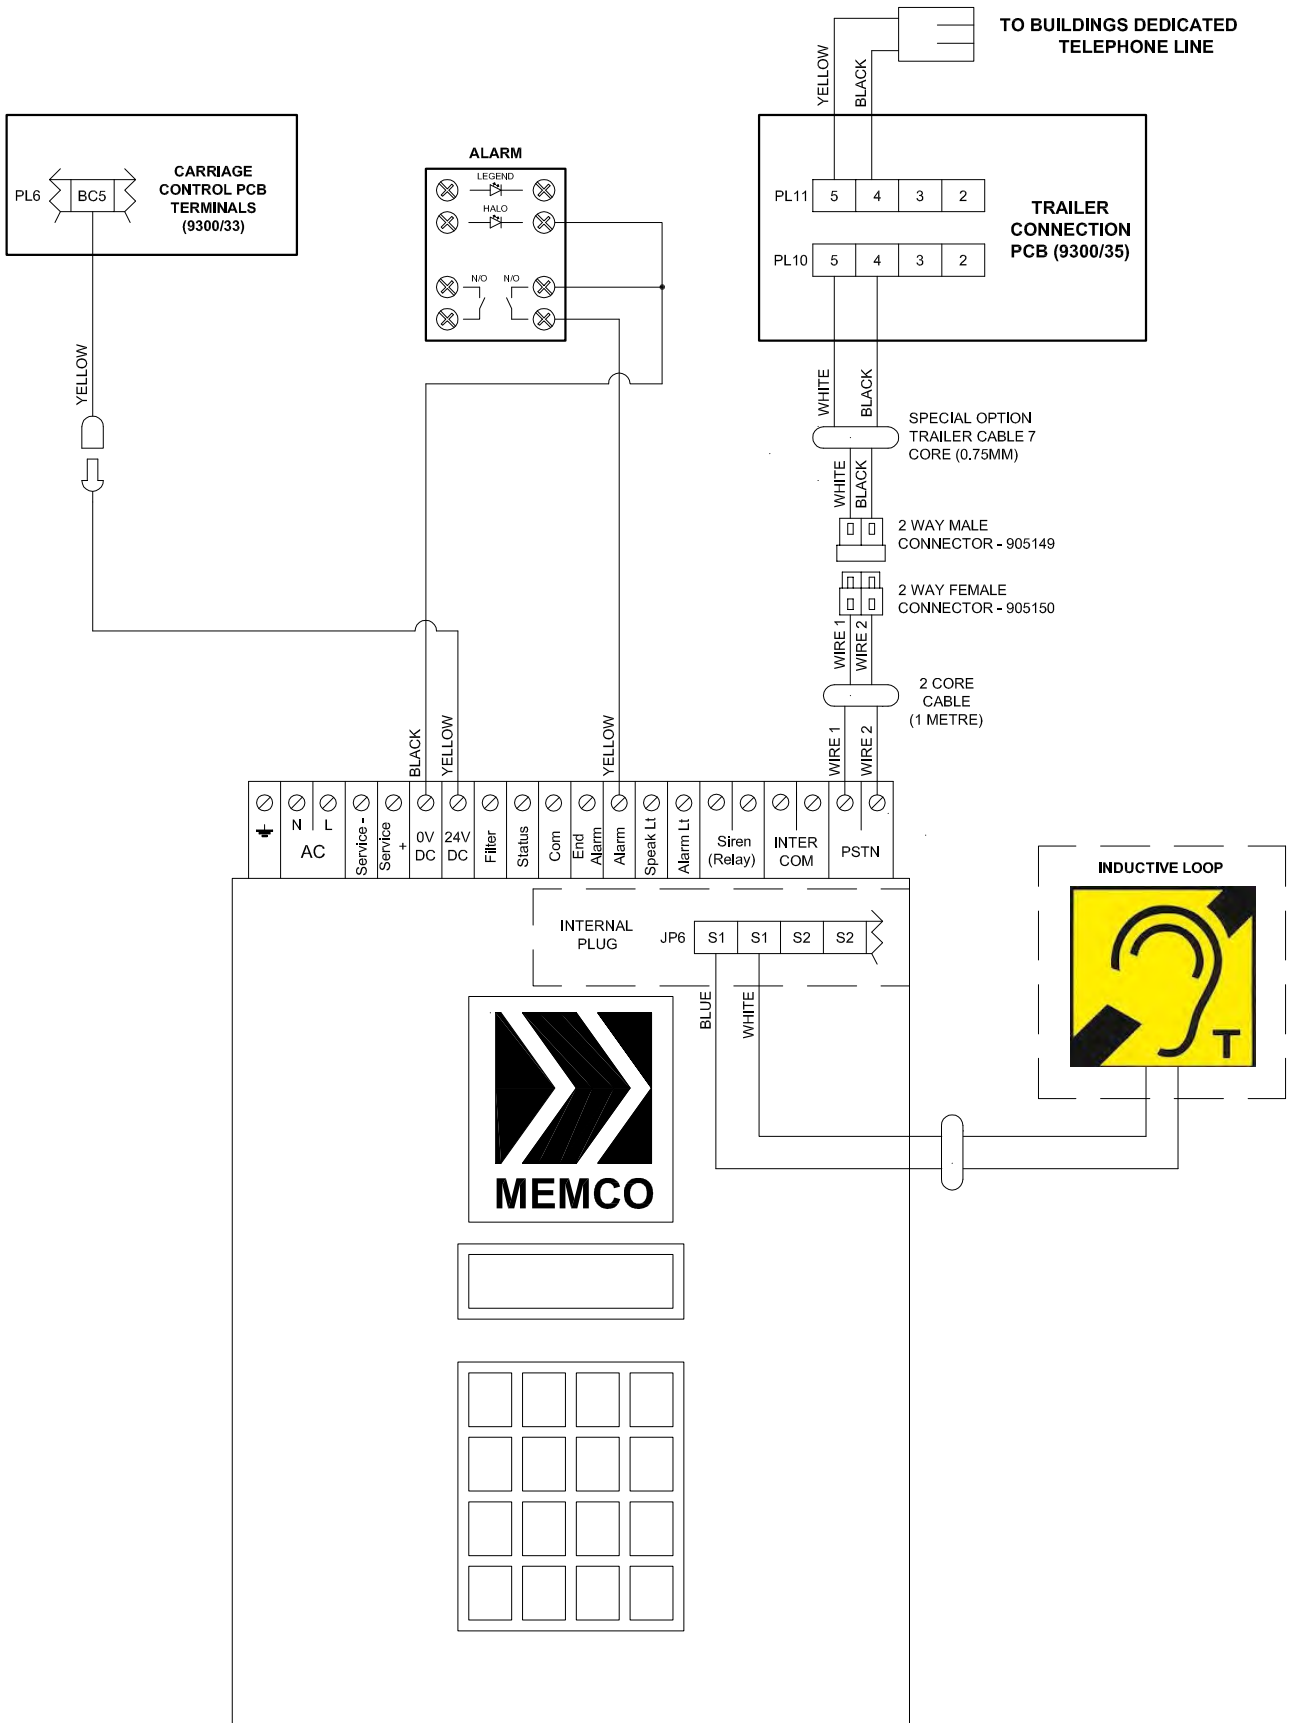 TO BUILDINGS DEDICATED
TELEPHONE LINE
YELLOW
BLACK
CARRIAGE
CONTROL PCB
TERMINALS
(9300/33)
PL6
BC5
ALARM
LEGEND
HALO
N/O
N/O
PL11
5
4
3
2
PL10
5
4
3
2
TRAILER
CONNECTION
PCB (9300/35)
YELLOW
WHITE
BLACK
SPECIAL OPTION
TRAILER CABLE 7
CORE (0.75MM)
WHITE
BLACK
2 WAY MALE
CONNECTOR - 905149
2 WAY FEMALE
CONNECTOR - 905150
WIRE 1
WIRE 2
2 CORE
CABLE
(1 METRE)
BLACK
YELLOW
YELLOW
WIRE 1
WIRE 2
N
L
AC
Service -
Service
+
0V
DC
24V
DC
Filter
Status
Com
End
Alarm
Alarm
Speak Lt
Alarm Lt
Siren
(Relay)
INTER
COM
PSTN
INTERNAL
PLUG
JP6
S1
S1
S2
S2
BLUE
WHITE
INDUCTIVE LOOP
T
MEMCO